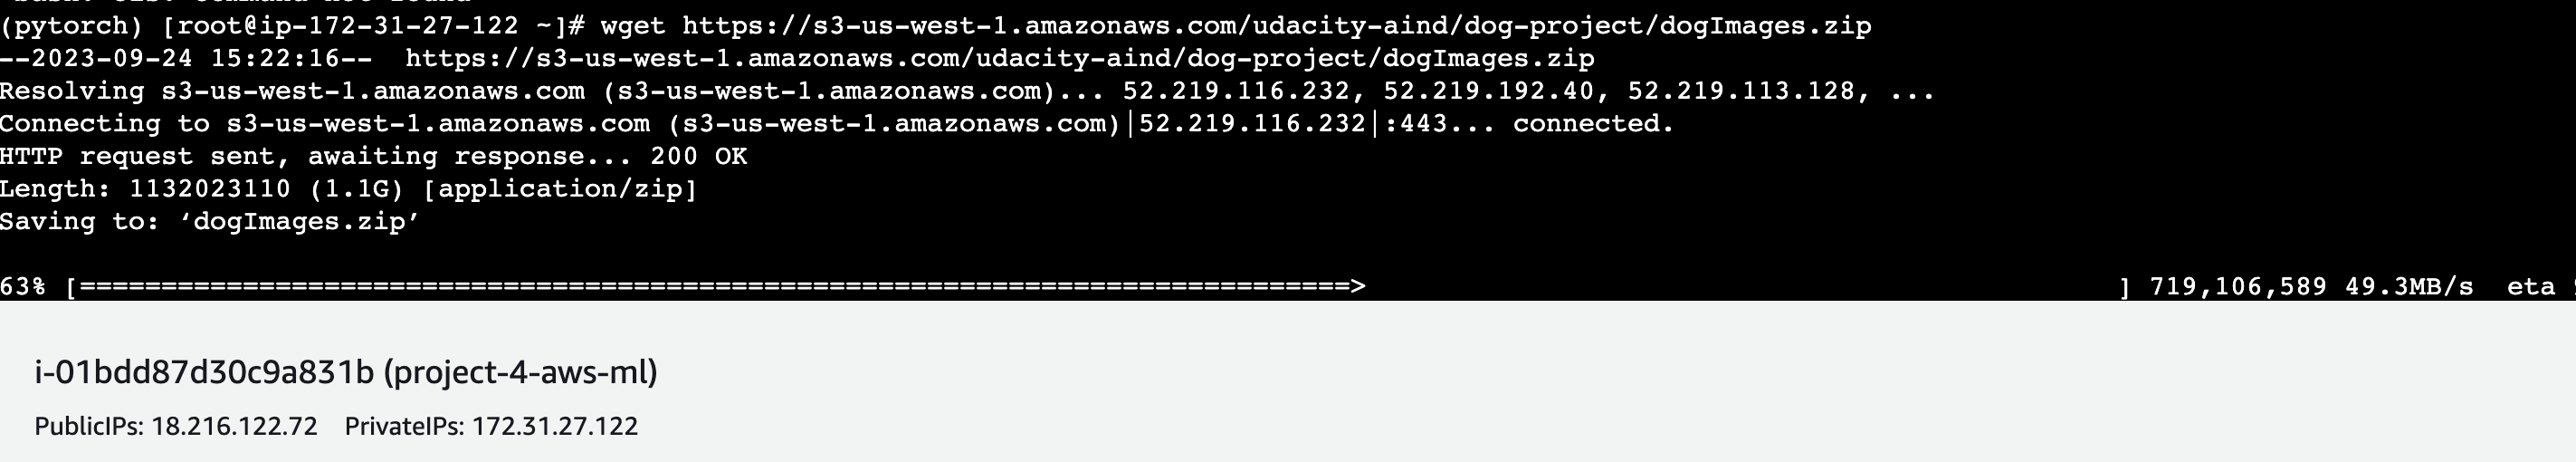 (pytorch) [root@ip-172-31-27-122 ~]# wget https://s3-us-west-1.amazonaws.com/udacity-aind/dog-project/dogImages.zip
--2023-09-24 15:22:16--  https://s3-us-west-1.amazonaws.com/udacity-aind/dog-project/dogImages.zip
Resolving s3-us-west-1.amazonaws.com (s3-us-west-1.amazonaws.com)... 52.219.116.232, 52.219.192.40, 52.219.113.128, ...
Connecting to s3-us-west-1.amazonaws.com (s3-us-west-1.amazonaws.com)|52.219.116.232|:443... connected.
HTTP request sent, awaiting response... 200 OK
Length: 1132023110 (1.1G) [application/zip]
Saving to: ‘dogImages.zip’
63% [==============================================================================>                                               ] 719,106,589 49.3MB/s  eta
i-01bdd87d30c9a831b (project-4-aws-ml)
PublicIPs: 18.216.122.72    PrivateIPs: 172.31.27.122